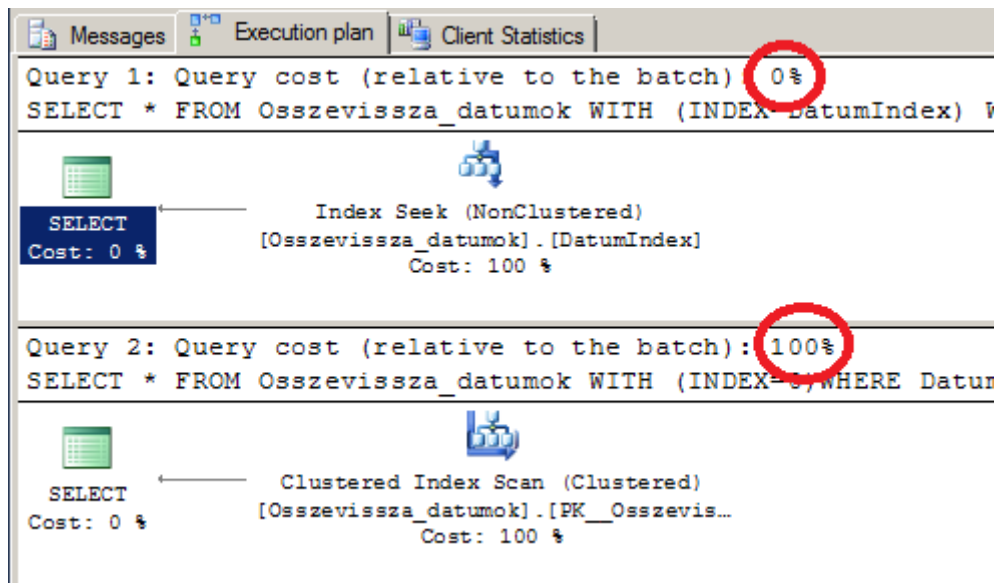 Messages Execution plan Client Statistics
Query 1: Query cost (relative to the batch): 0%
SELECT * FROM Osszevissza_datumok WITH (INDEX=DatumIndex) W
SELECT
Cost: 0 %
Index Seek (NonClustered)
[Osszevissza_datumok].[DatumIndex]
Cost: 100 %
Query 2: Query cost (relative to the batch): 100%
SELECT * FROM Osszevissza_datumok WITH (INDEX=0)WHERE Datum
SELECT
Cost: 0 %
Clustered Index Scan (Clustered)
[Osszevissza_datumok].[PK__Osszevis…
Cost: 100 %